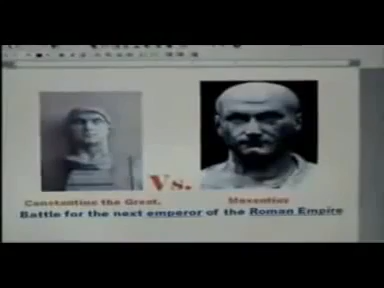 Vs.
Constantine the Great,
Maxentius
Battle for the next emperor of the Roman Empire